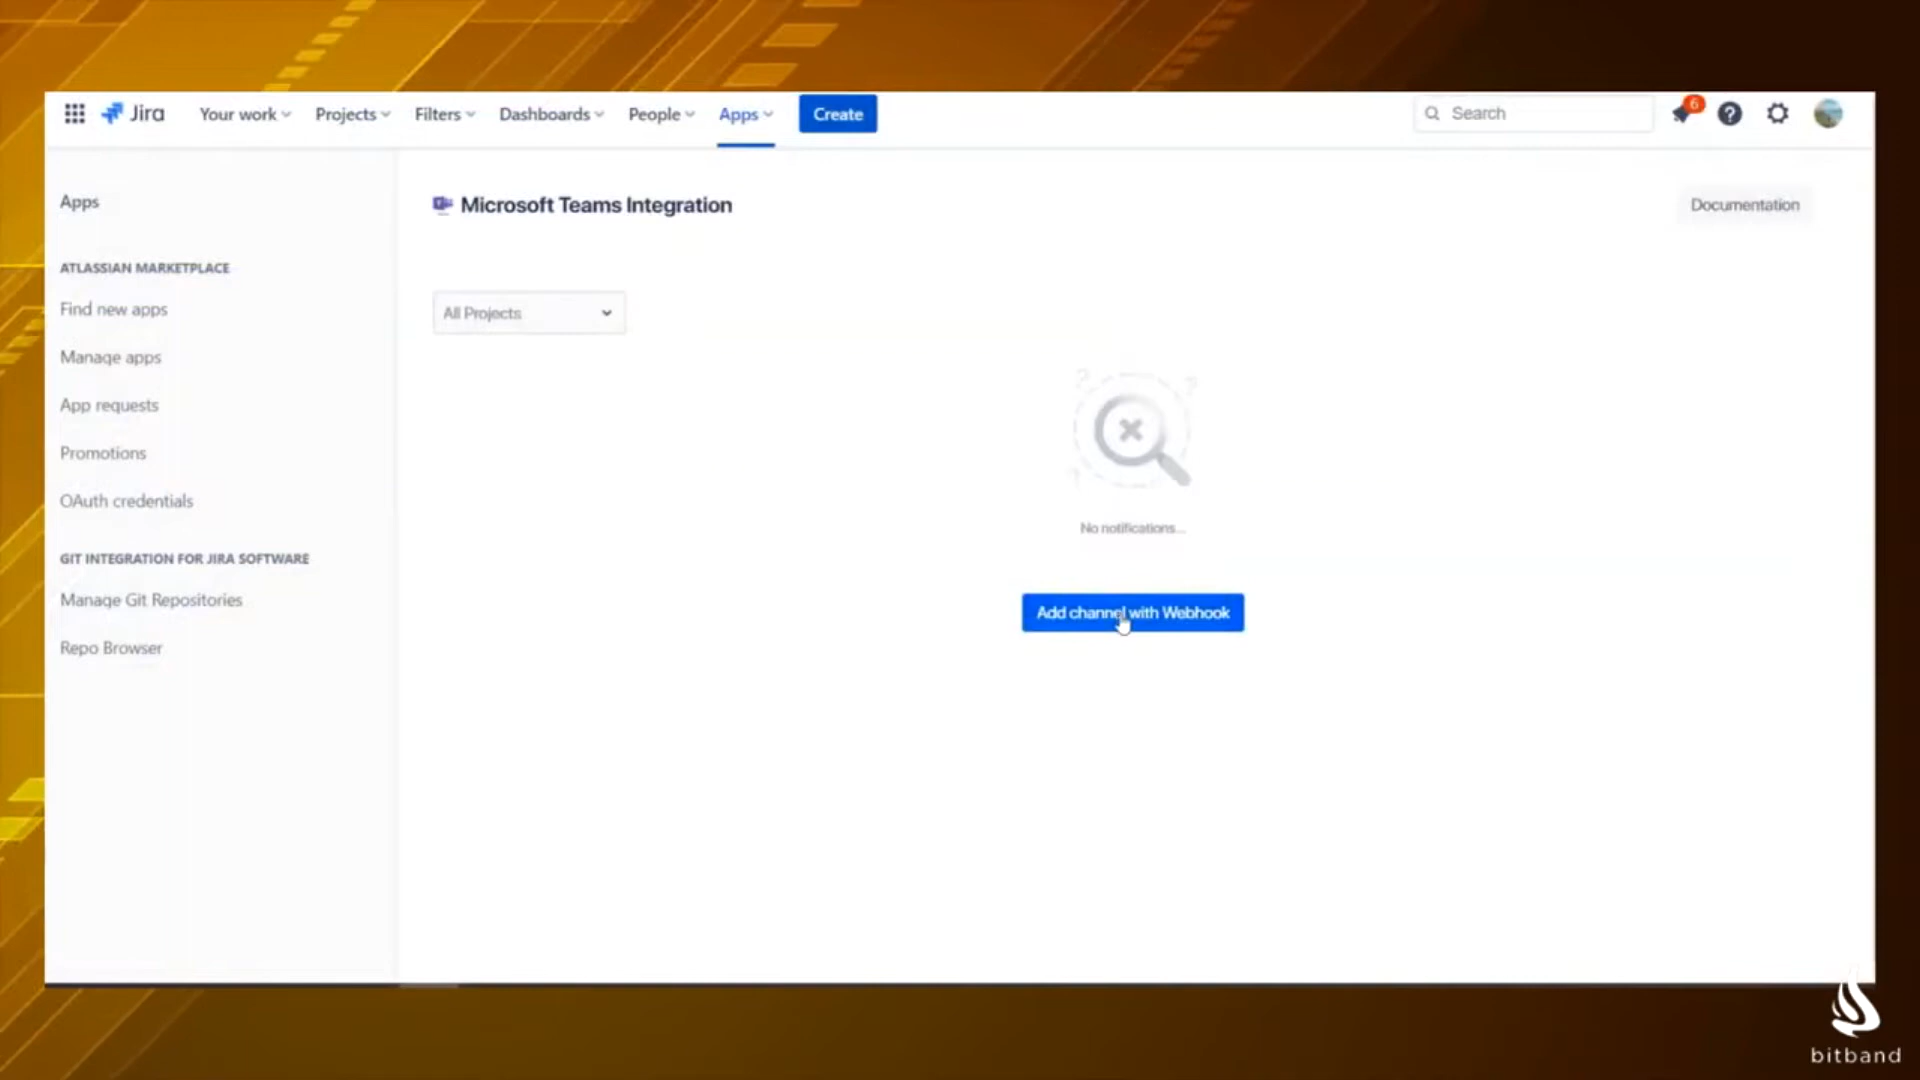 Jira Your work Projects Filters Dashboards People Apps Create Search 6
Apps
Microsoft Teams Integration
Documentation
ATLASSIAN MARKETPLACE
Find new apps
Manage apps
App requests
Promotions
OAuth credentials
GIT INTEGRATION FOR JIRA SOFTWARE
Manage Git Repositories
Repo Browser
All Projects
No notifications...
Add channel with Webhook
bitband